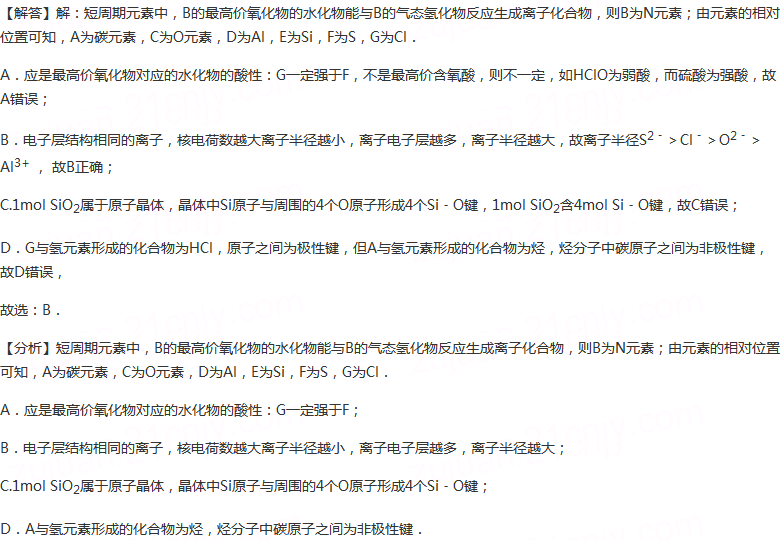 【解答】解：短周期元素中，B的最高价氧化物的水化物能与B的气态氢化物反应生成离子化合物，则B为N元素；由元素的相对
位置可知，A为碳元素，C为O元素，D为Al，E为Si，F为S，G为Cl．
A．应是最高价氧化物对应的水化物的酸性：G一定强于F，不是最高价含氧酸，则不一定，如HClO为弱酸，而硫酸为强酸，故
A错误；
B．电子层结构相同的离子，核电荷数越大离子半径越小，离子电子层越多，离子半径越大，故离子半径S²⁻＞Cl⁻＞O²⁻＞
Al³⁺ ， 故B正确；
C.1mol SiO₂属于原子晶体，晶体中Si原子与周围的4个O原子形成4个Si﹣O键，1mol SiO₂含4mol Si﹣O键，故C错误；
D．G与氢元素形成的化合物为HCl，原子之间为极性键，但A与氢元素形成的化合物为烃，烃分子中碳原子之间为非极性键，
故D错误，
故选：B．
【分析】短周期元素中，B的最高价氧化物的水化物能与B的气态氢化物反应生成离子化合物，则B为N元素；由元素的相对位置
可知，A为碳元素，C为O元素，D为Al，E为Si，F为S，G为Cl．
A．应是最高价氧化物对应的水化物的酸性：G一定强于F；
B．电子层结构相同的离子，核电荷数越大离子半径越小，离子电子层越多，离子半径越大；
C.1mol SiO₂属于原子晶体，晶体中Si原子与周围的4个O原子形成4个Si﹣O键；
D．A与氢元素形成的化合物为烃，烃分子中碳原子之间为非极性键．